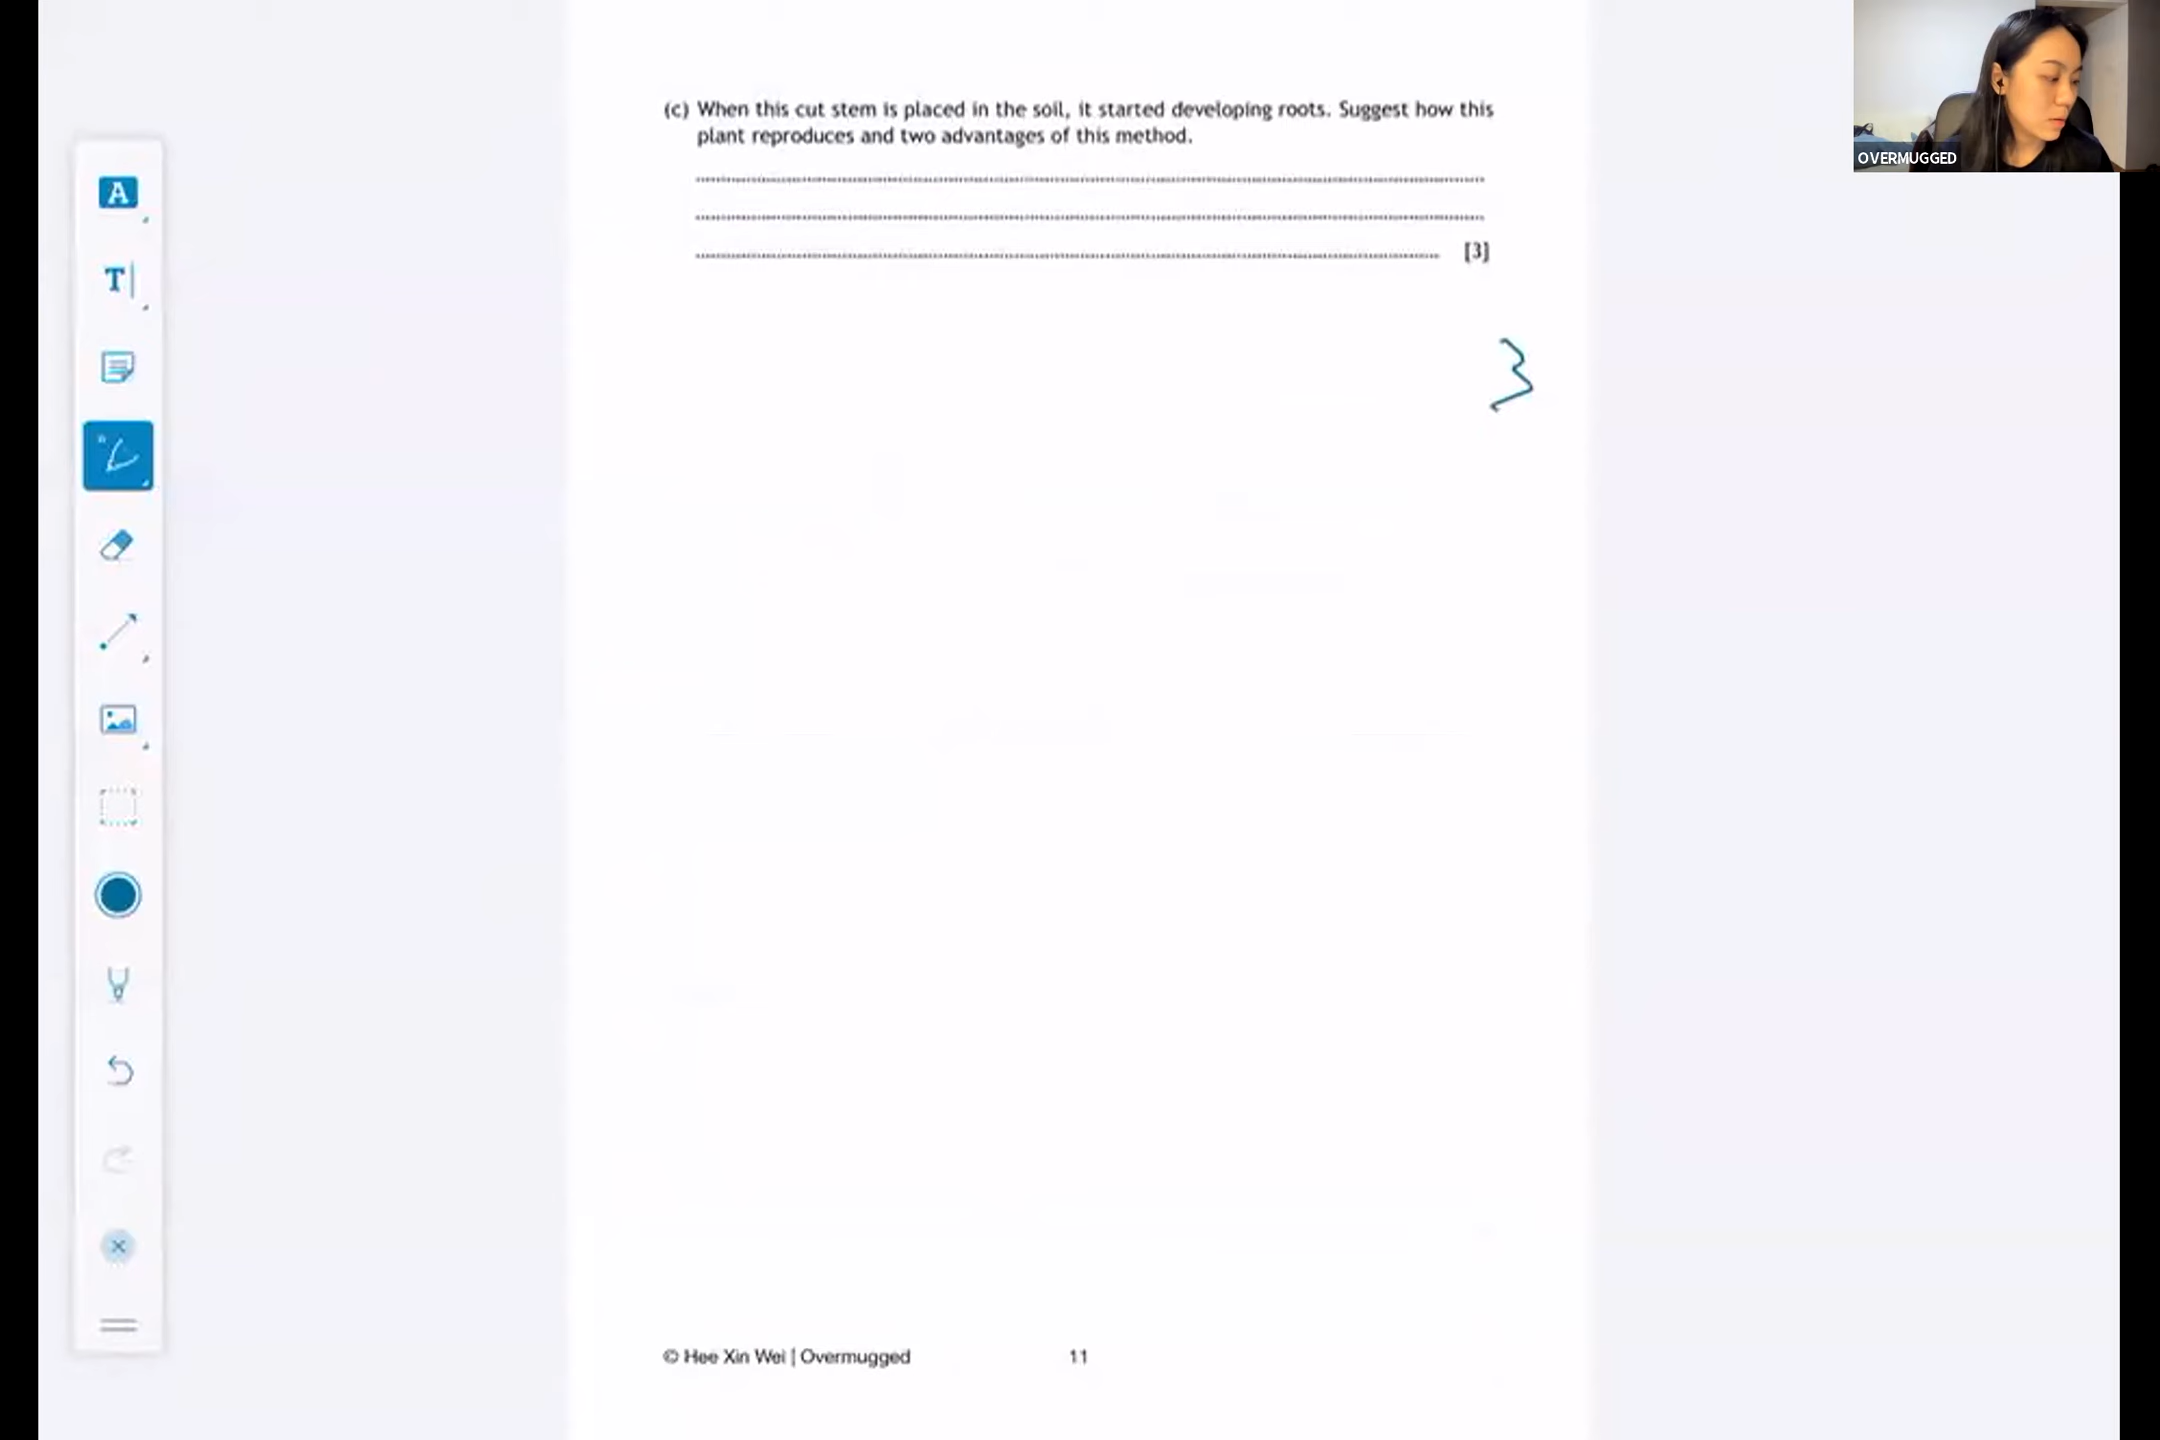 (c) When this cut stem is placed in the soil, it started developing roots. Suggest how this
plant reproduces and two advantages of this method.
[3]
3
OVERMUGGED
A
T
© Hee Xin Wei | Overmugged
11